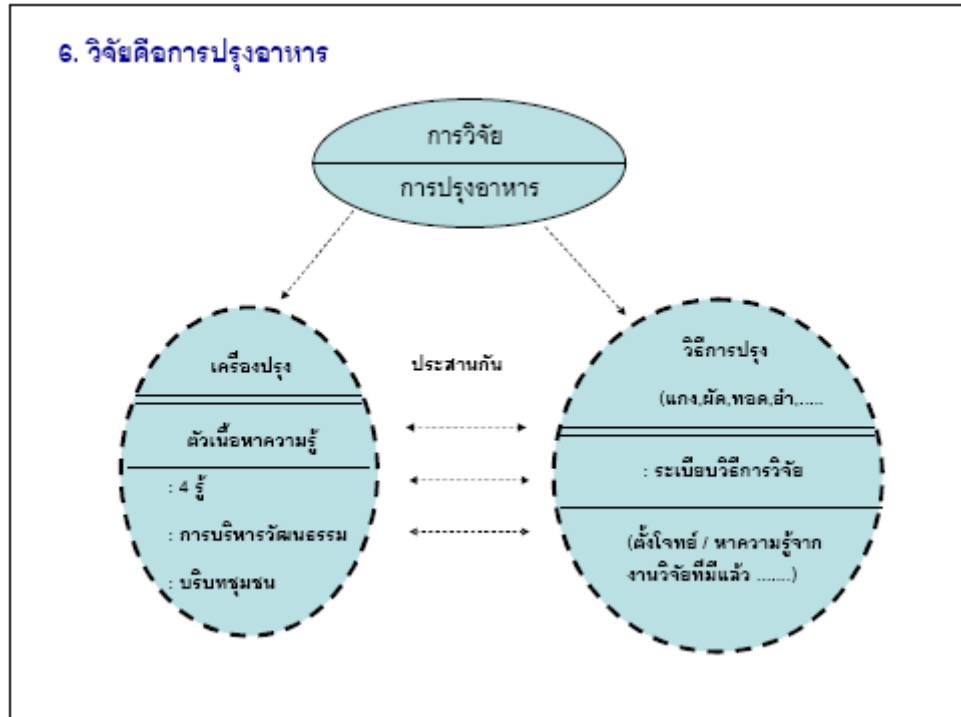 6. วิจัยคือการปรุงอาหาร
การวิจัย
การปรุงอาหาร
เครื่องปรุง
ตัวเนื้อหาความรู้
: 4 รู้
: การบริหารวัฒนธรรม
: บริบทชุมชน
ประสานกัน
วิธีการปรุง
(แกง,ผัด,ทอด,ยำ,.....
: ระเบียบวิธีการวิจัย
(ตั้งโจทย์ / หาความรู้จาก
งานวิจัยที่มีแล้ว .......)